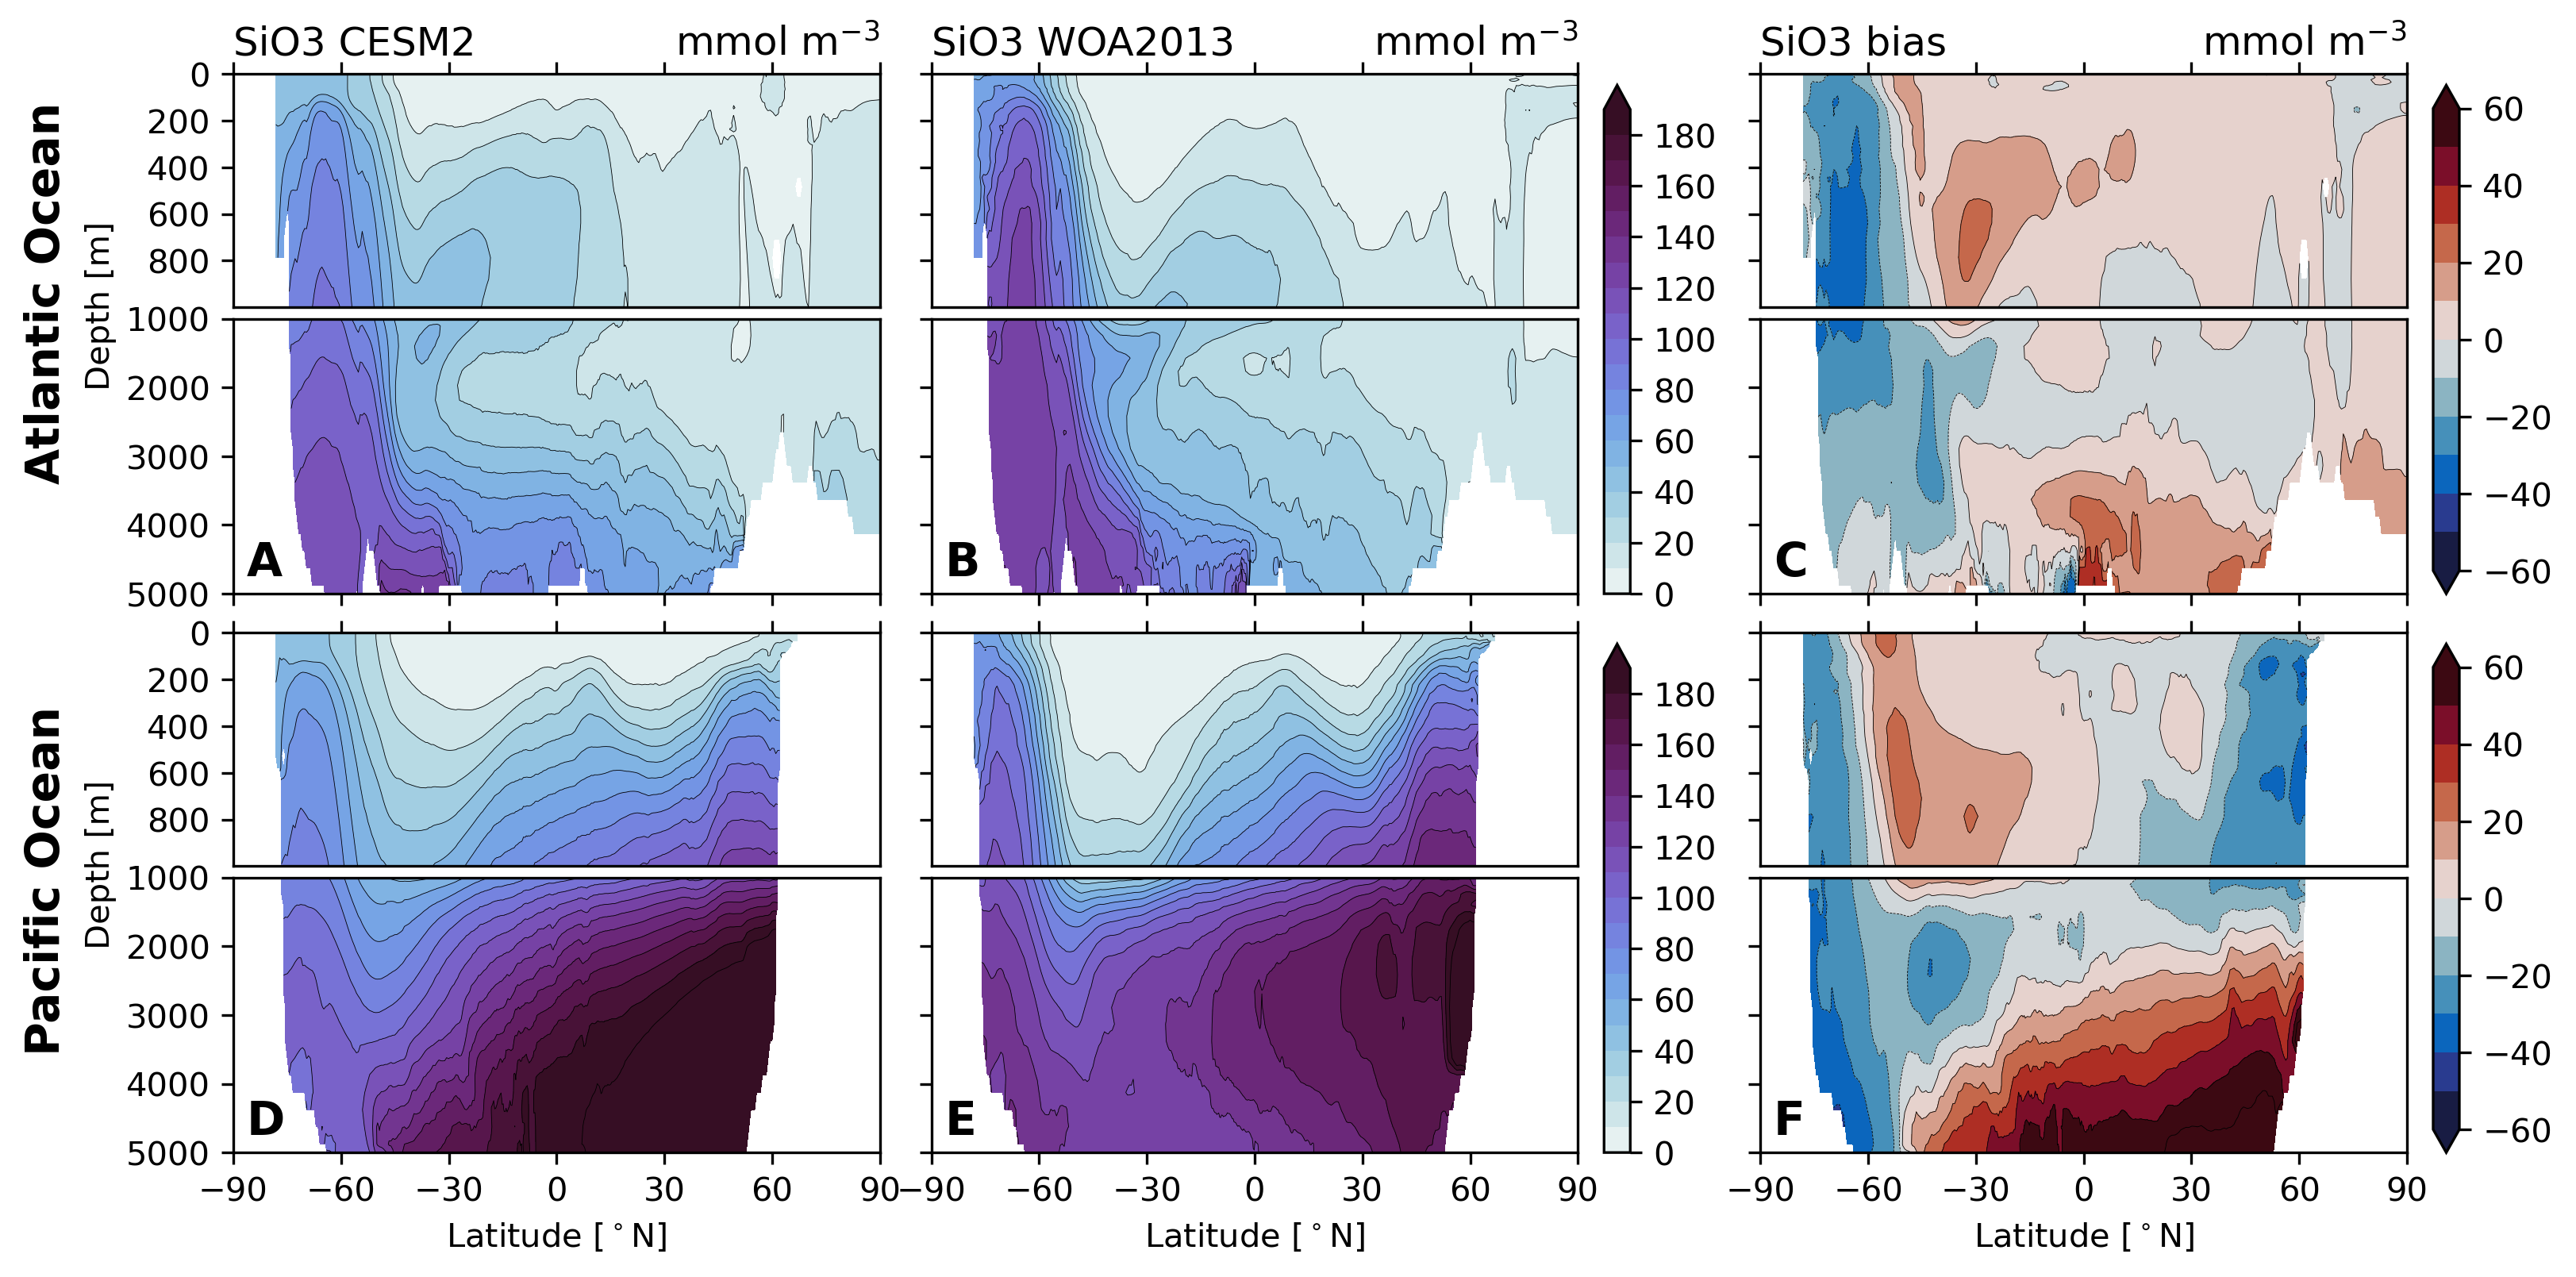 SiO3 CESM2 mmol m⁻³
SiO3 WOA2013 mmol m⁻³
SiO3 bias mmol m⁻³
Atlantic Ocean
Depth [m]
0
200
400
600
800
1000
2000
3000
4000
5000
A
B
C
180
160
140
120
100
80
60
40
20
0
60
40
20
0
−20
−40
−60
Pacific Ocean
Depth [m]
0
200
400
600
800
1000
2000
3000
4000
5000
D
E
F
180
160
140
120
100
80
60
40
20
0
60
40
20
0
−20
−40
−60
−90 −60 −30 0 30 60 90
−90 −60 −30 0 30 60 90
−90 −60 −30 0 30 60 90
Latitude [°N]
Latitude [°N]
Latitude [°N]